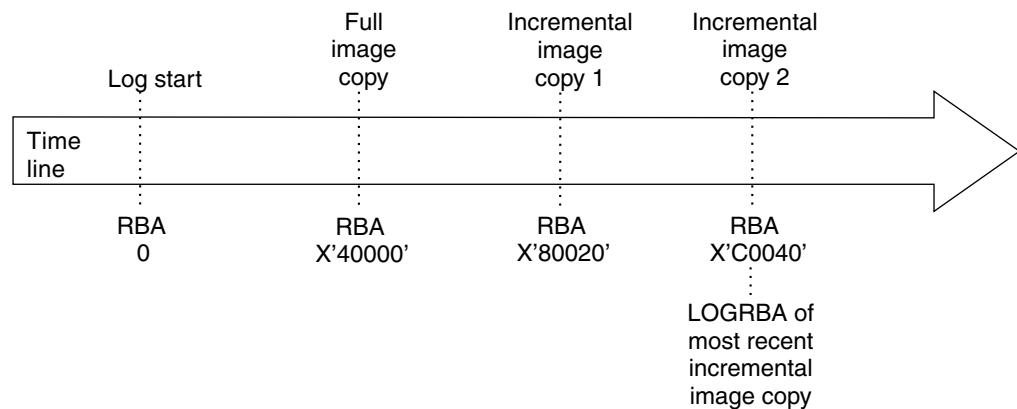 Log start
Full
image
copy
Incremental
image
copy 1
Incremental
image
copy 2
Time
line
RBA
0
RBA
X'40000'
RBA
X'80020'
RBA
X'C0040'
LOGRBA of
most recent
incremental
image copy